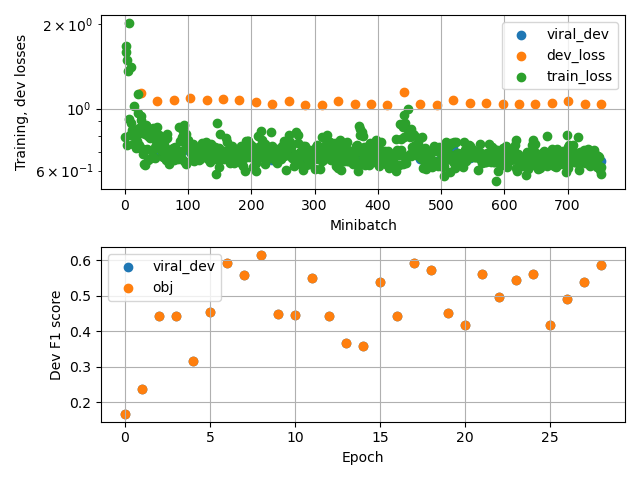 2 × 10⁰
10⁰
6 × 10⁻¹
Training, dev losses
viral_dev
dev_loss
train_loss
0 100 200 300 400 500 600 700
Minibatch
0.6
0.5
0.4
0.3
0.2
Dev F1 score
viral_dev
obj
0 5 10 15 20 25
Epoch